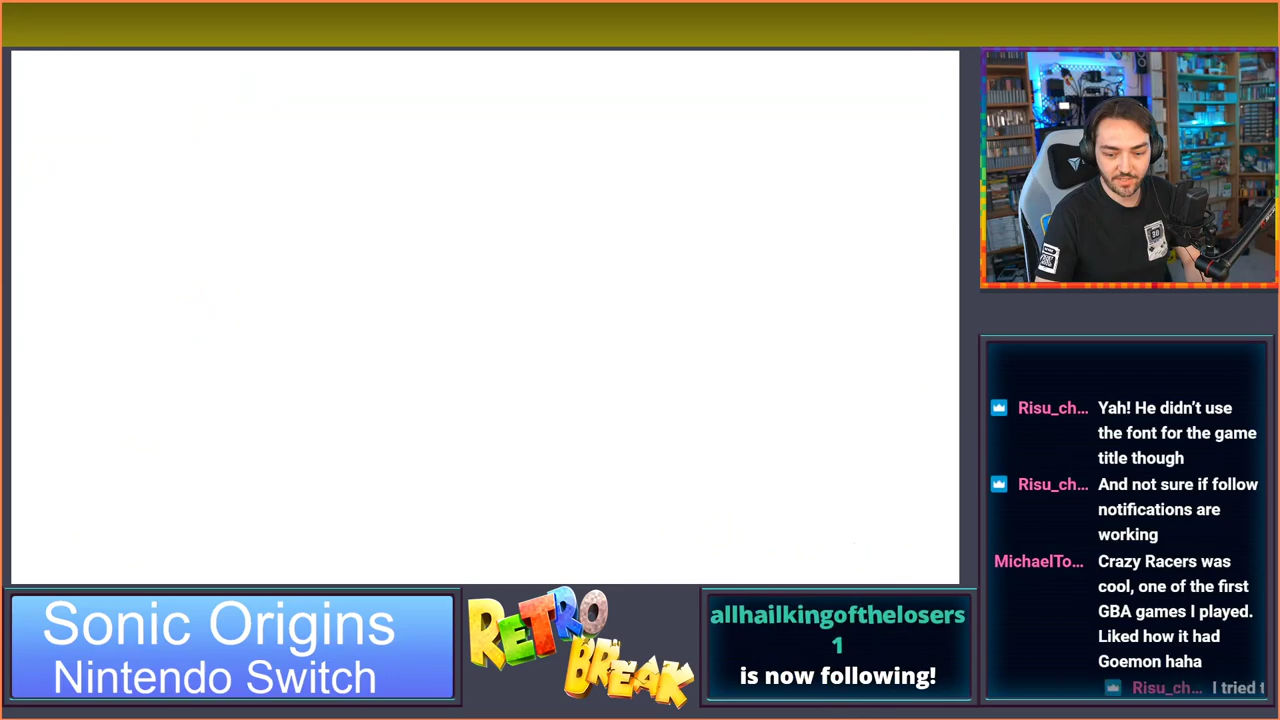 Risu_ch... Yah! He didn't use
the font for the game
title though
Risu_ch... And not sure if follow
notifications are
working
MichaelTo... Crazy Racers was
cool, one of the first
GBA games I played.
Liked how it had
Goemon haha
Risu_ch... I tried t
Sonic Origins
Nintendo Switch
RETRO
BREAK
allhailkingofthelosers
1
is now following!